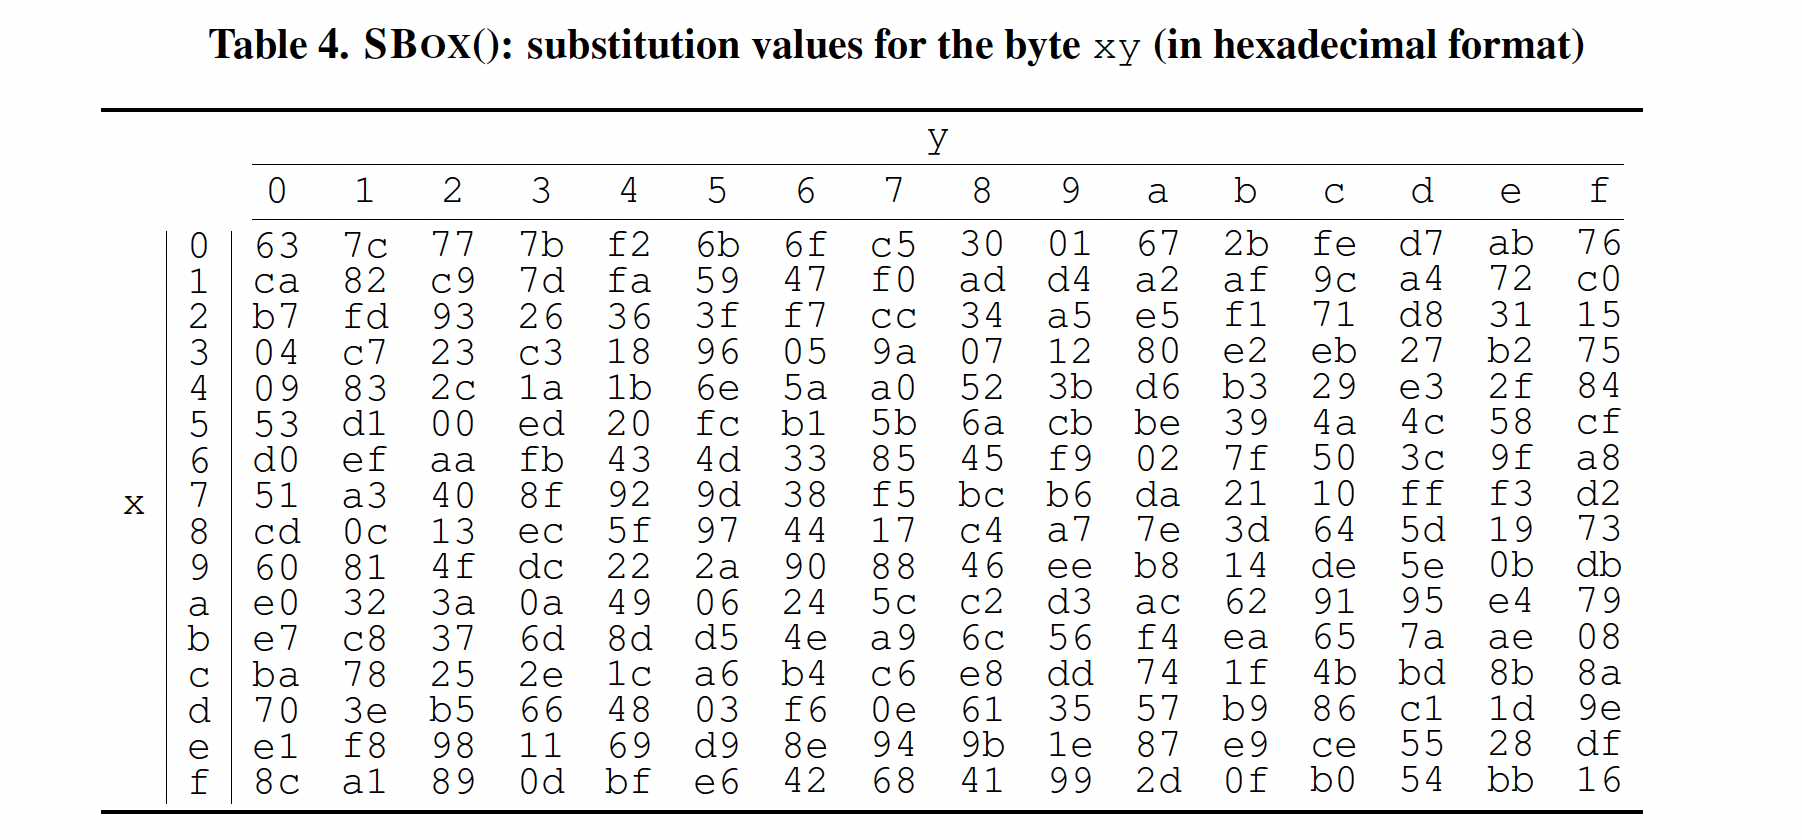 Table 4. SBOX(): substitution values for the byte xy (in hexadecimal format)
y
0 1 2 3 4 5 6 7 8 9 a b c d e f
0 63 7c 77 7b f2 6b 6f c5 30 01 67 2b fe d7 ab 76
1 ca 82 c9 7d fa 59 47 f0 ad d4 a2 af 9c a4 72 c0
2 b7 fd 93 26 36 3f f7 cc 34 a5 e5 f1 71 d8 31 15
3 04 c7 23 c3 18 96 05 9a 07 12 80 e2 eb 27 b2 75
4 09 83 2c 1a 1b 6e 5a a0 52 3b d6 b3 29 e3 2f 84
5 53 d1 00 ed 20 fc b1 5b 6a cb be 39 4a 4c 58 cf
6 d0 ef aa fb 43 4d 33 85 45 f9 02 7f 50 3c 9f a8
7 51 a3 40 8f 92 9d 38 f5 bc b6 da 21 10 ff f3 d2
x
8 cd 0c 13 ec 5f 97 44 17 c4 a7 7e 3d 64 5d 19 73
9 60 81 4f dc 22 2a 90 88 46 ee b8 14 de 5e 0b db
a e0 32 3a 0a 49 06 24 5c c2 d3 ac 62 91 95 e4 79
b e7 c8 37 6d 8d d5 4e a9 6c 56 f4 ea 65 7a ae 08
c ba 78 25 2e 1c a6 b4 c6 e8 dd 74 1f 4b bd 8b 8a
d 70 3e b5 66 48 03 f6 0e 61 35 57 b9 86 c1 1d 9e
e e1 f8 98 11 69 d9 8e 94 9b 1e 87 e9 ce 55 28 df
f 8c a1 89 0d bf e6 42 68 41 99 2d 0f b0 54 bb 16